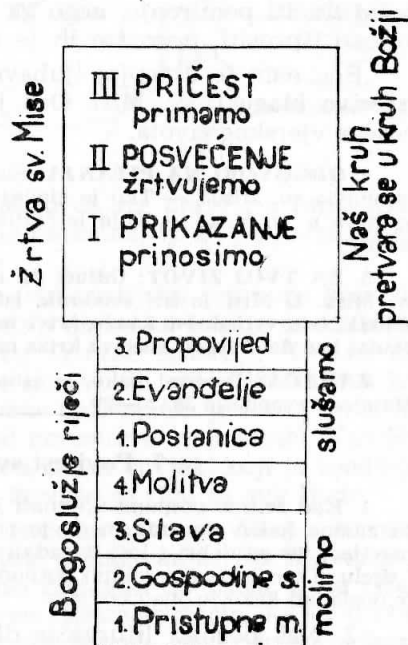 Žrtva sv. Mise
III PRIČEST
primamo
II POSVEĆENJE
žrtvujemo
I PRIKAZANJE
prinosimo
Naš kruh
pretvara se u kruh Božji
Bogoslužje riječi
3. Propovijed
2. Evanđelje
1. Poslanica
4. Molitva
3. Slava
2. Gospodine s.
1. Pristupna m.
slušamo
molimo